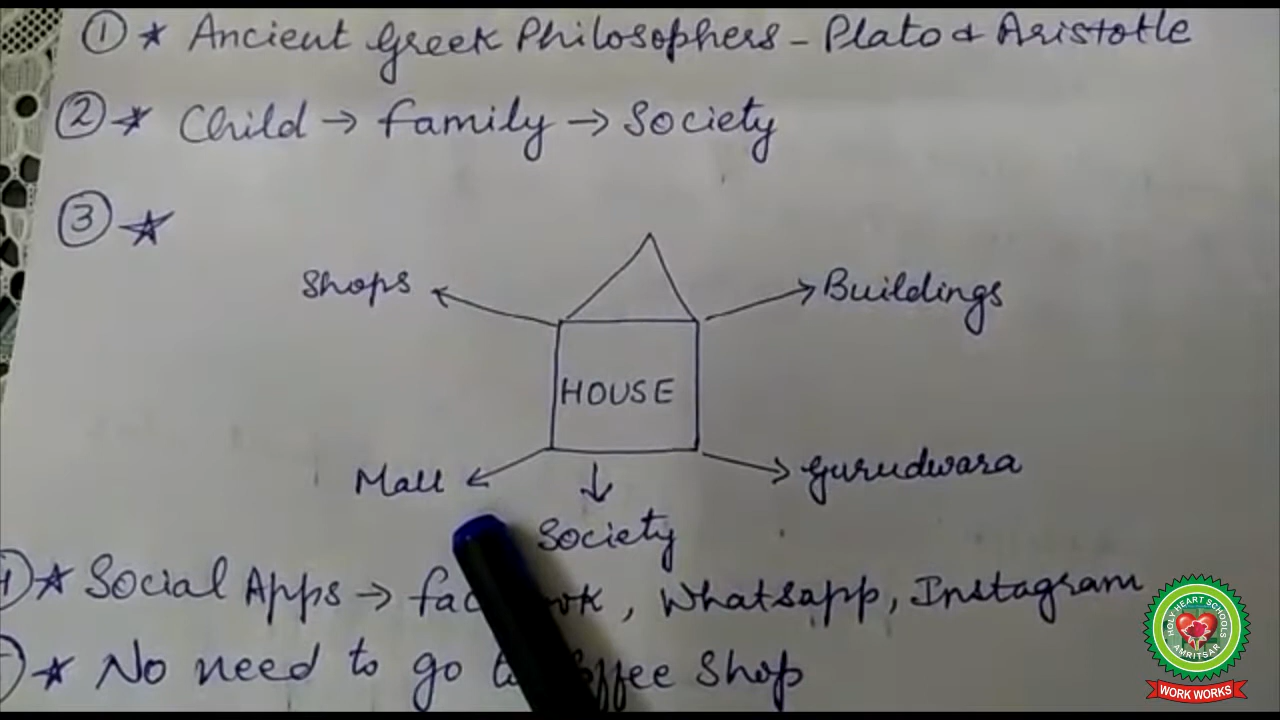 ① ★ Ancient Greek Philosophers - Plato & Aristotle
② ★ Child → family → Society
③ ★
Shops Buildings
HOUSE
Mall Gurudwara
Society
★ Social Apps → , Whatsapp, Instagram
★ No need to go Shop
HOLY HEART SCHOOLS
AMRITSAR
WORK WORKS